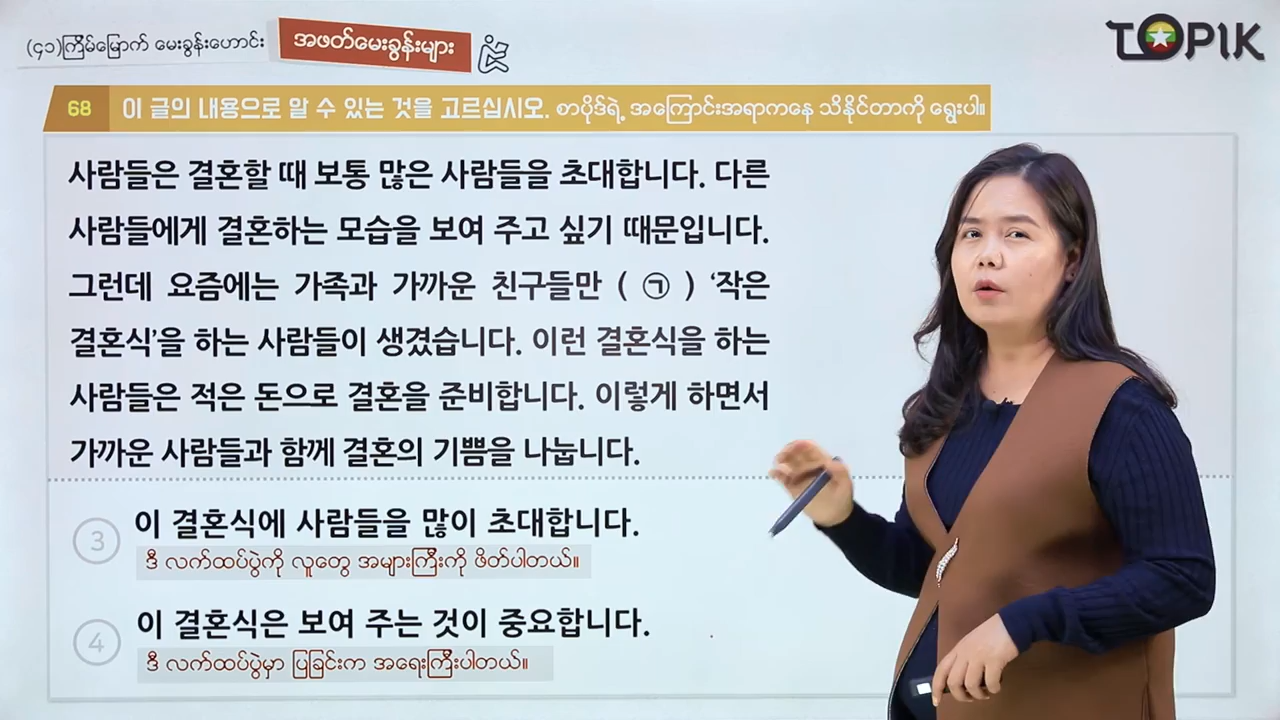 (၄၁)ကြိမ်မြောက် မေးခွန်းဟောင်း
အဖတ်မေးခွန်းများ
TOPIK
68 이 글의 내용으로 알 수 있는 것을 고르십시오. စာပိုဒ်ရဲ့ အကြောင်းအရာကနေ သိနိုင်တာကို ရွေးပါ။
사람들은 결혼할 때 보통 많은 사람들을 초대합니다. 다른
사람들에게 결혼하는 모습을 보여 주고 싶기 때문입니다.
그런데 요즘에는 가족과 가까운 친구들만 ( ㉠ ) ‘작은
결혼식’을 하는 사람들이 생겼습니다. 이런 결혼식을 하는
사람들은 적은 돈으로 결혼을 준비합니다. 이렇게 하면서
가까운 사람들과 함께 결혼의 기쁨을 나눕니다.
③ 이 결혼식에 사람들을 많이 초대합니다.
ဒီ လက်ထပ်ပွဲကို လူတွေ အများကြီးကို ဖိတ်ပါတယ်။
④ 이 결혼식은 보여 주는 것이 중요합니다.
ဒီ လက်ထပ်ပွဲမှာ ပြခြင်းက အရေးကြီးပါတယ်။